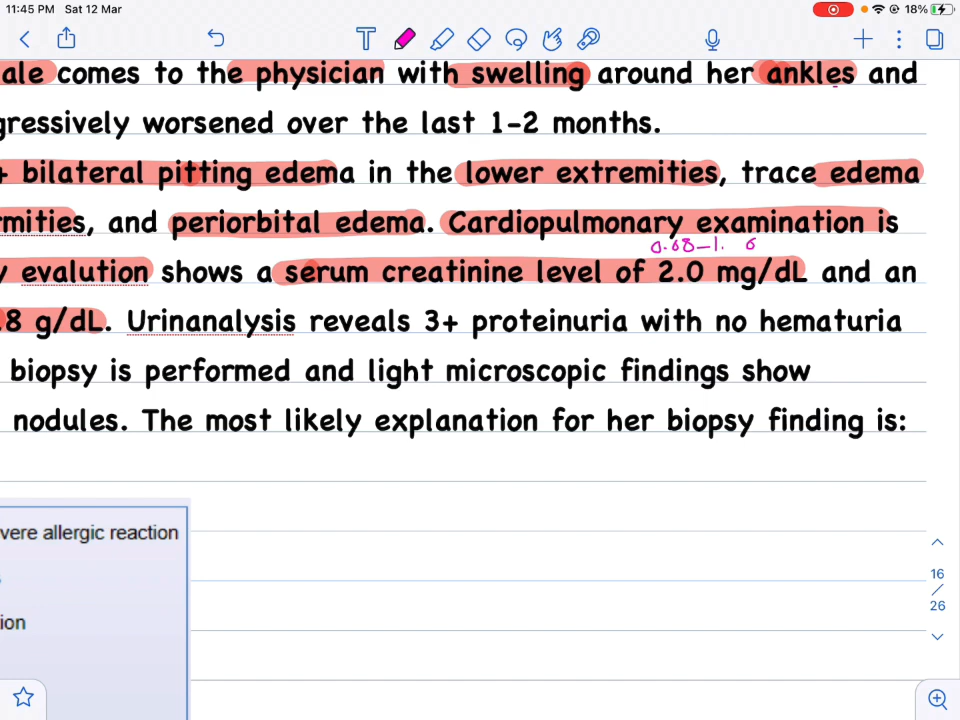 11:45 PM Sat 12 Mar 18%
T
ale comes to the physician with swelling around her ankles and
gressively worsened over the last 1-2 months.
+ bilateral pitting edema in the lower extremities, trace edema
rmities, and periorbital edema. Cardiopulmonary examination is
0.68-1. 6
y evalution shows a serum creatinine level of 2.0 mg/dL and an
.8 g/dL. Urinanalysis reveals 3+ proteinuria with no hematuria
biopsy is performed and light microscopic findings show
nodules. The most likely explanation for her biopsy finding is:
vere allergic reaction
16
/
26
ion